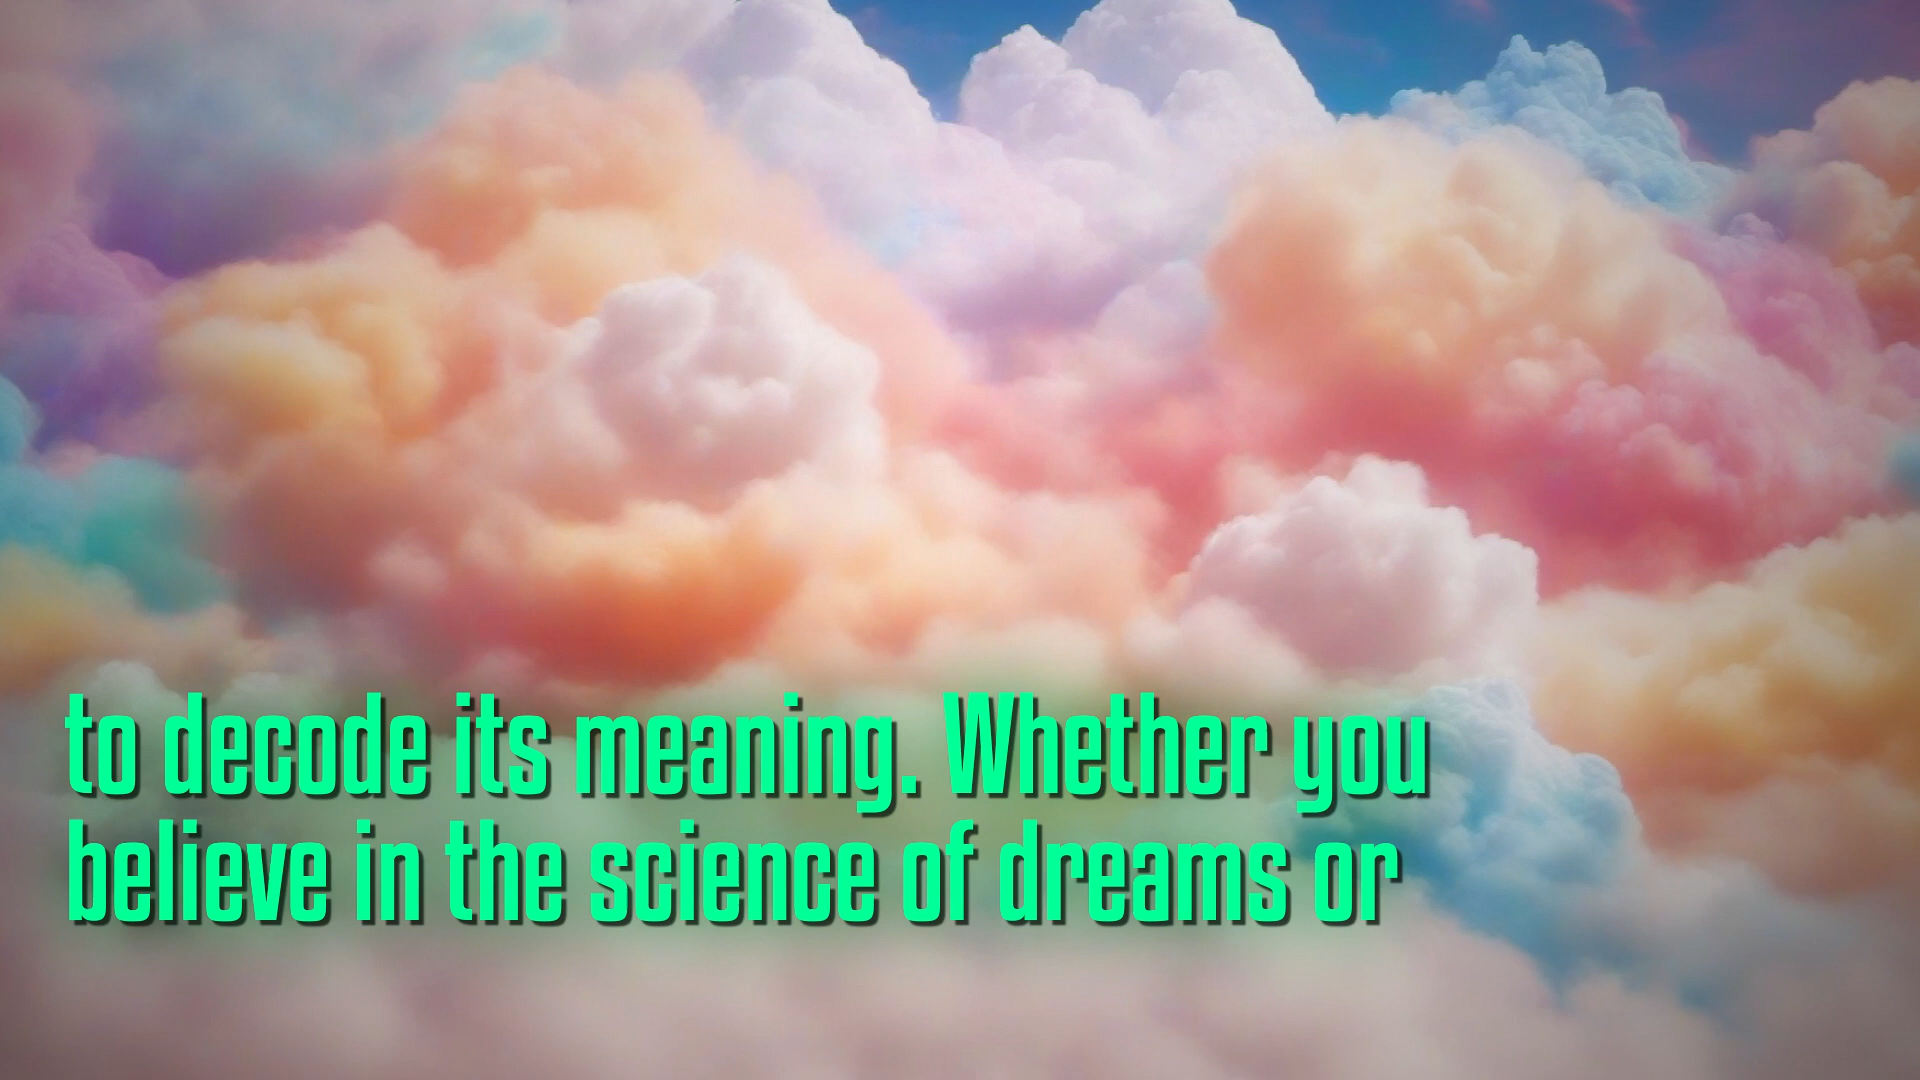 to decode its meaning. Whether you
believe in the science of dreams or